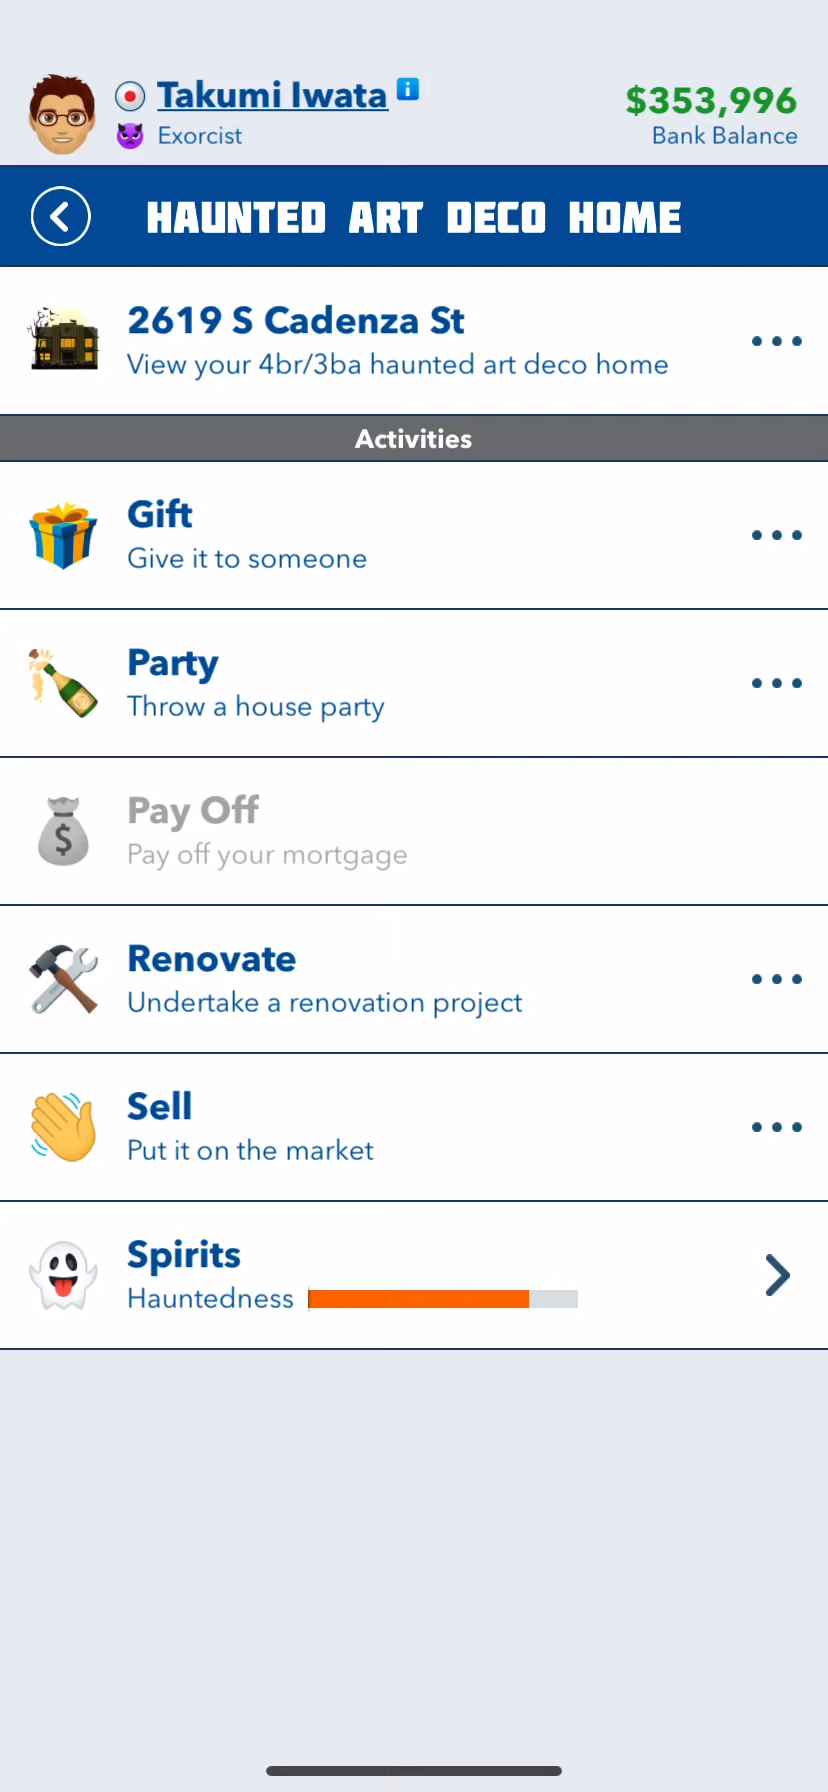 Takumi Iwata
$353,996
Exorcist
Bank Balance
HAUNTED ART DECO HOME
2619 S Cadenza St
View your 4br/3ba haunted art deco home
Activities
Gift
Give it to someone
Party
Throw a house party
Pay Off
Pay off your mortgage
Renovate
Undertake a renovation project
Sell
Put it on the market
Spirits
Hauntedness